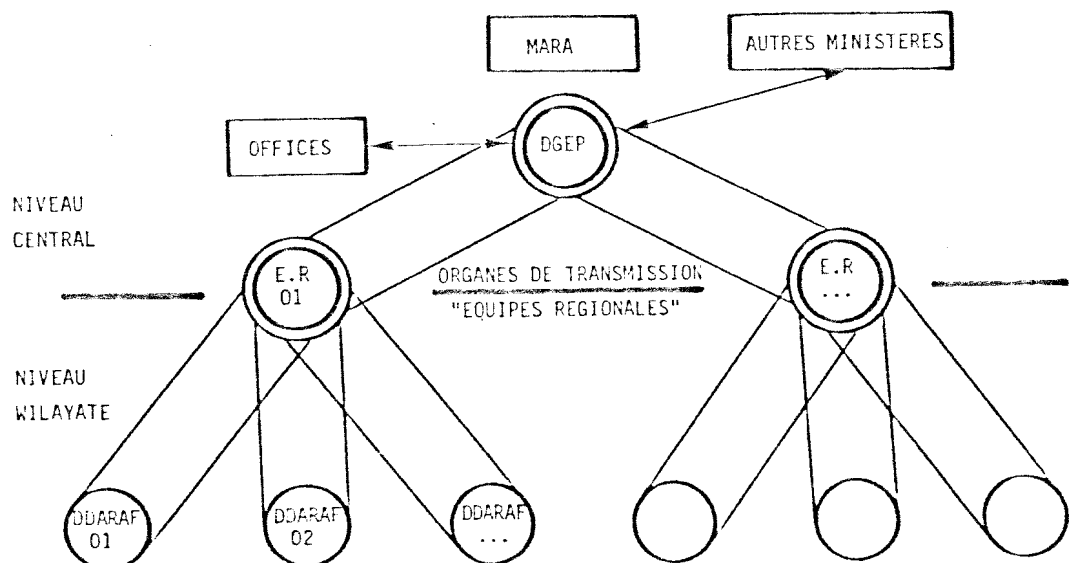 MARA
AUTRES MINISTERES
OFFICES
DGEP
NIVEAU
CENTRAL
E.R
01
ORGANES DE TRANSMISSION
"EQUIPES REGIONALES"
E.R
...
NIVEAU
WILAYATE
DDARAF
01
DDARAF
02
DDARAF
...